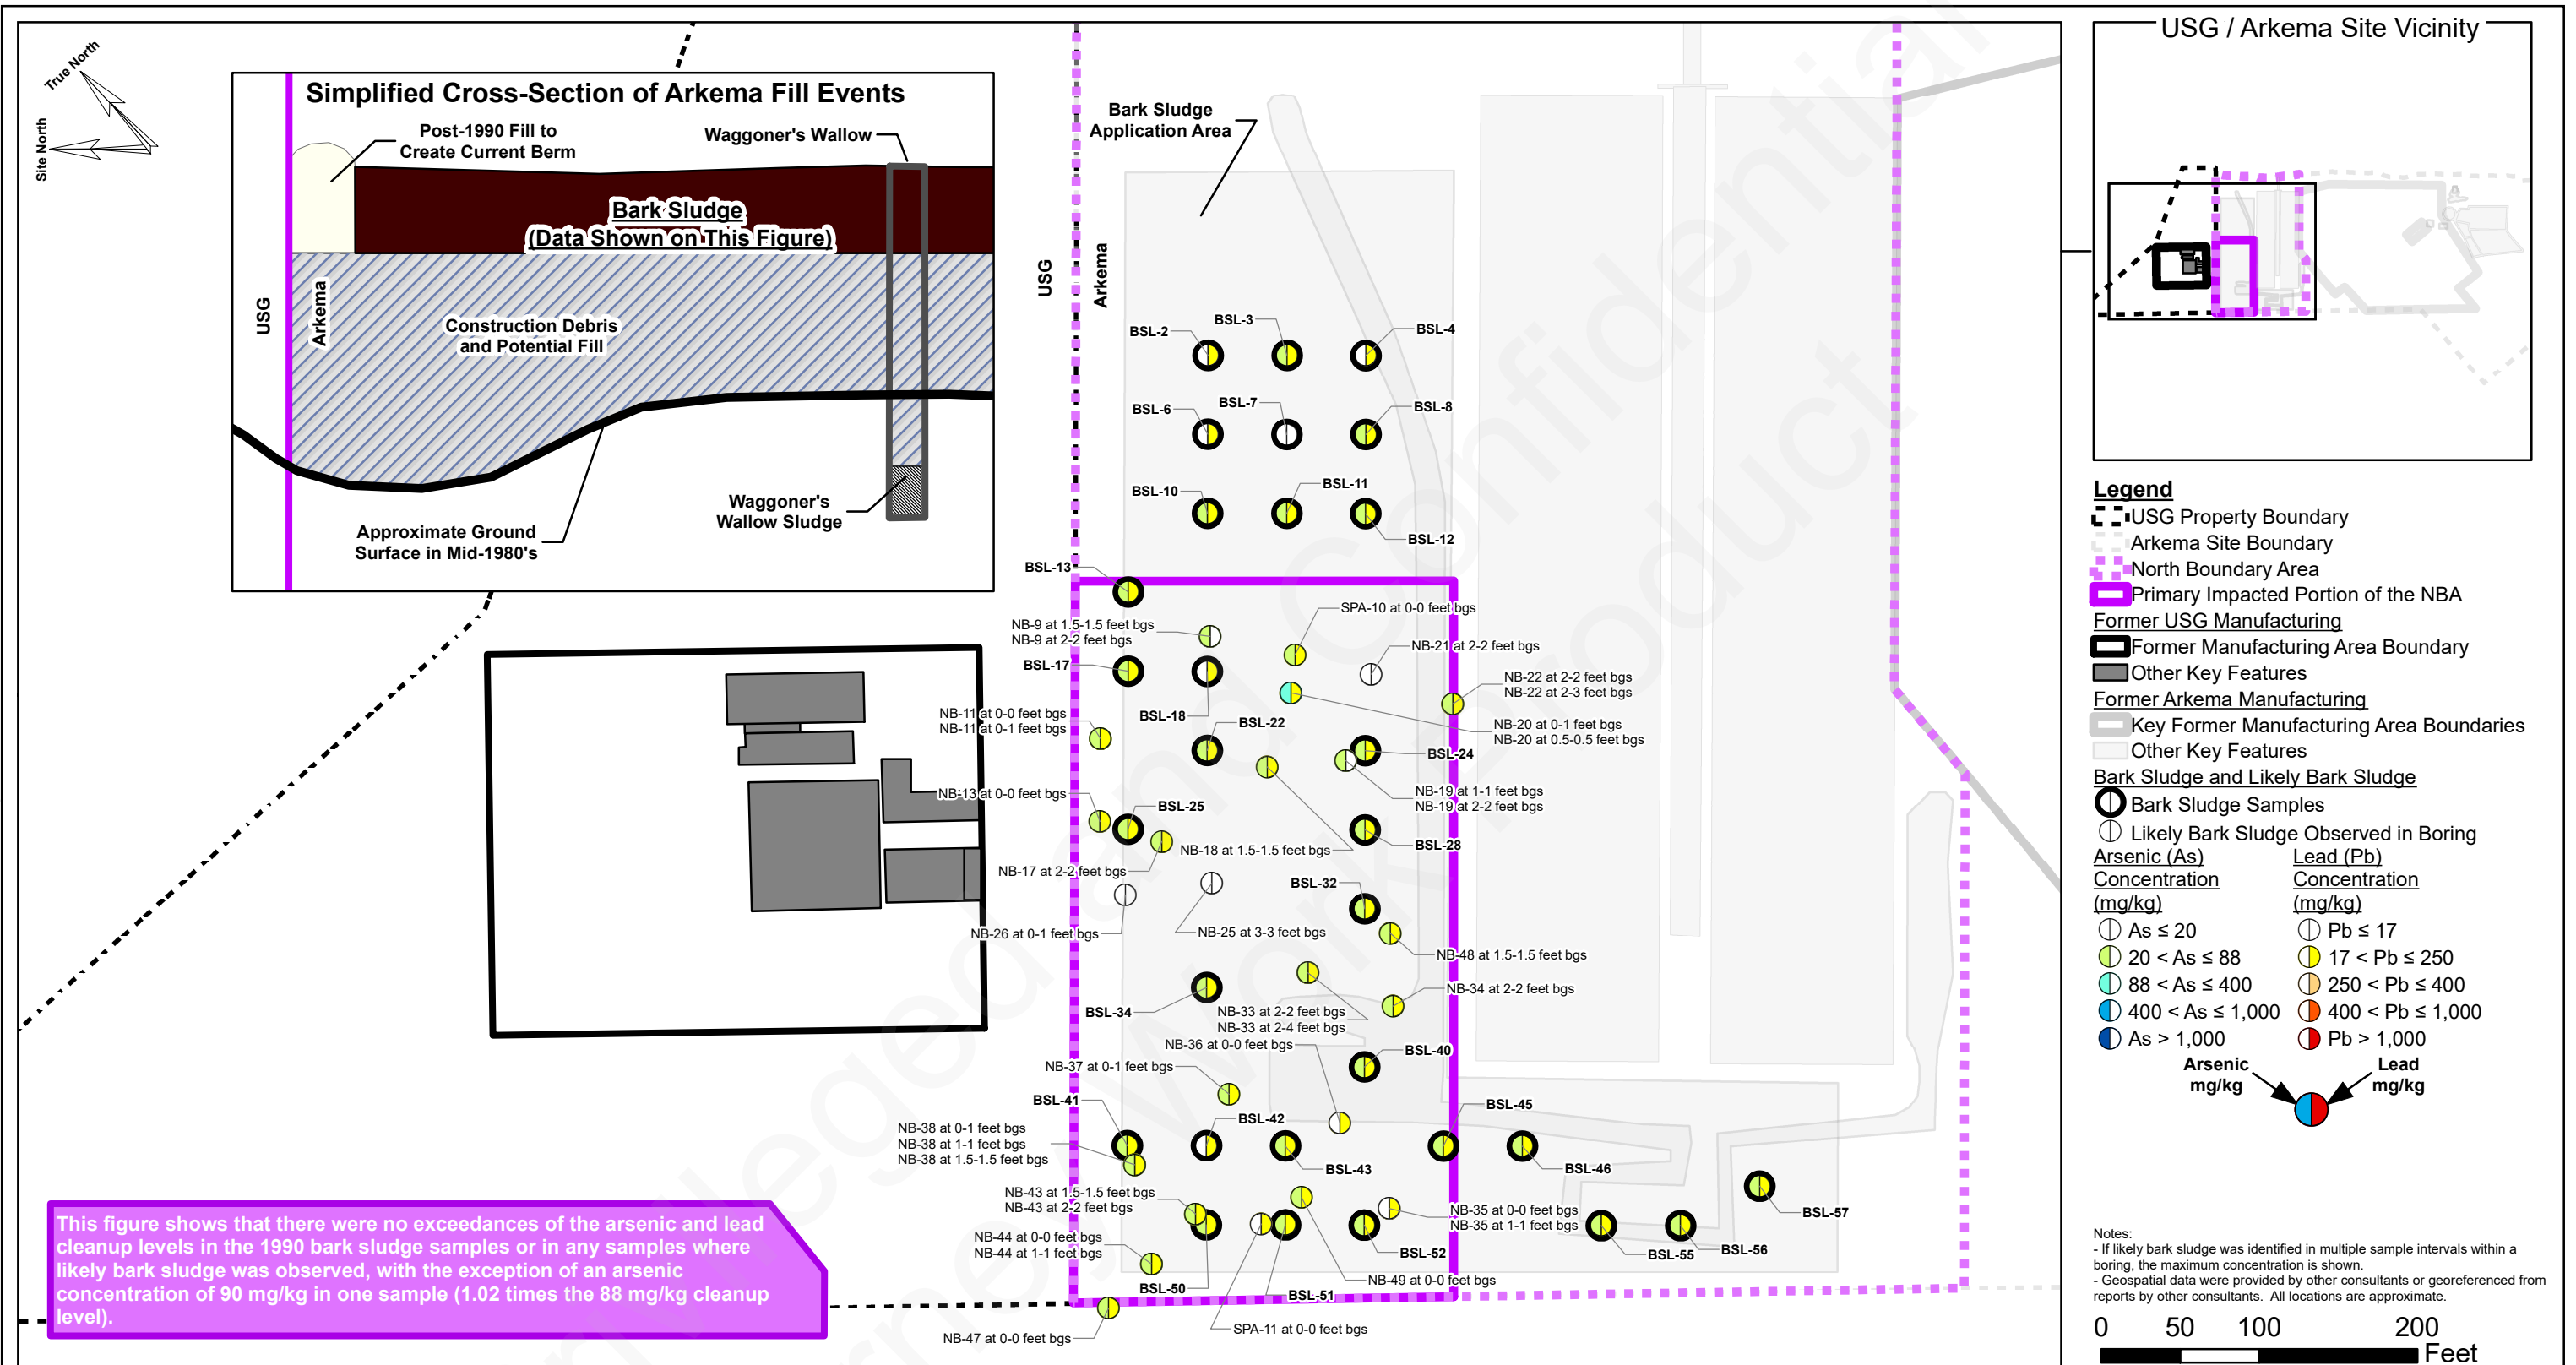 True North
Site North
Simplified Cross-Section of Arkema Fill Events
Post-1990 Fill to
Create Current Berm
Waggoner's Wallow
Bark Sludge
(Data Shown on This Figure)
USG
Arkema
Construction Debris
and Potential Fill
Waggoner's
Wallow Sludge
Approximate Ground
Surface in Mid-1980's
Bark Sludge
Application Area
USG
Arkema
BSL-2
BSL-3
BSL-4
BSL-6
BSL-7
BSL-8
BSL-10
BSL-11
BSL-12
BSL-13
SPA-10 at 0-0 feet bgs
NB-9 at 1.5-1.5 feet bgs
NB-9 at 2-2 feet bgs
NB-21 at 2-2 feet bgs
BSL-17
NB-22 at 2-2 feet bgs
NB-22 at 2-3 feet bgs
NB-11 at 0-0 feet bgs
NB-11 at 0-1 feet bgs
BSL-18
BSL-22
NB-20 at 0-1 feet bgs
NB-20 at 0.5-0.5 feet bgs
BSL-24
NB-13 at 0-0 feet bgs
NB-19 at 1-1 feet bgs
NB-19 at 2-2 feet bgs
BSL-25
NB-18 at 1.5-1.5 feet bgs
BSL-28
NB-17 at 2-2 feet bgs
BSL-32
NB-26 at 0-1 feet bgs
NB-25 at 3-3 feet bgs
NB-48 at 1.5-1.5 feet bgs
NB-34 at 2-2 feet bgs
BSL-34
NB-33 at 2-2 feet bgs
NB-33 at 2-4 feet bgs
NB-36 at 0-0 feet bgs
BSL-40
NB-37 at 0-1 feet bgs
BSL-41
BSL-42
BSL-45
NB-38 at 0-1 feet bgs
NB-38 at 1-1 feet bgs
NB-38 at 1.5-1.5 feet bgs
BSL-43
BSL-46
NB-43 at 1.5-1.5 feet bgs
NB-43 at 2-2 feet bgs
NB-35 at 0-0 feet bgs
NB-35 at 1-1 feet bgs
BSL-57
NB-44 at 0-0 feet bgs
NB-44 at 1-1 feet bgs
BSL-52
BSL-55
BSL-56
BSL-50
NB-49 at 0-0 feet bgs
BSL-51
NB-47 at 0-0 feet bgs
SPA-11 at 0-0 feet bgs
This figure shows that there were no exceedances of the arsenic and lead
cleanup levels in the 1990 bark sludge samples or in any samples where
likely bark sludge was observed, with the exception of an arsenic
concentration of 90 mg/kg in one sample (1.02 times the 88 mg/kg cleanup
level).
USG / Arkema Site Vicinity
Legend
USG Property Boundary
Arkema Site Boundary
North Boundary Area
Primary Impacted Portion of the NBA
Former USG Manufacturing
Former Manufacturing Area Boundary
Other Key Features
Former Arkema Manufacturing
Key Former Manufacturing Area Boundaries
Other Key Features
Bark Sludge and Likely Bark Sludge
Bark Sludge Samples
Likely Bark Sludge Observed in Boring
Arsenic (As)
Concentration
(mg/kg)
As ≤ 20
20 < As ≤ 88
88 < As ≤ 400
400 < As ≤ 1,000
As > 1,000
Lead (Pb)
Concentration
(mg/kg)
Pb ≤ 17
17 < Pb ≤ 250
250 < Pb ≤ 400
400 < Pb ≤ 1,000
Pb > 1,000
Arsenic
mg/kg
Lead
mg/kg
Notes:
- If likely bark sludge was identified in multiple sample intervals within a
boring, the maximum concentration is shown.
- Geospatial data were provided by other consultants or georeferenced from
reports by other consultants. All locations are approximate.
0 50 100 200
Feet
and Confidential
Work Product